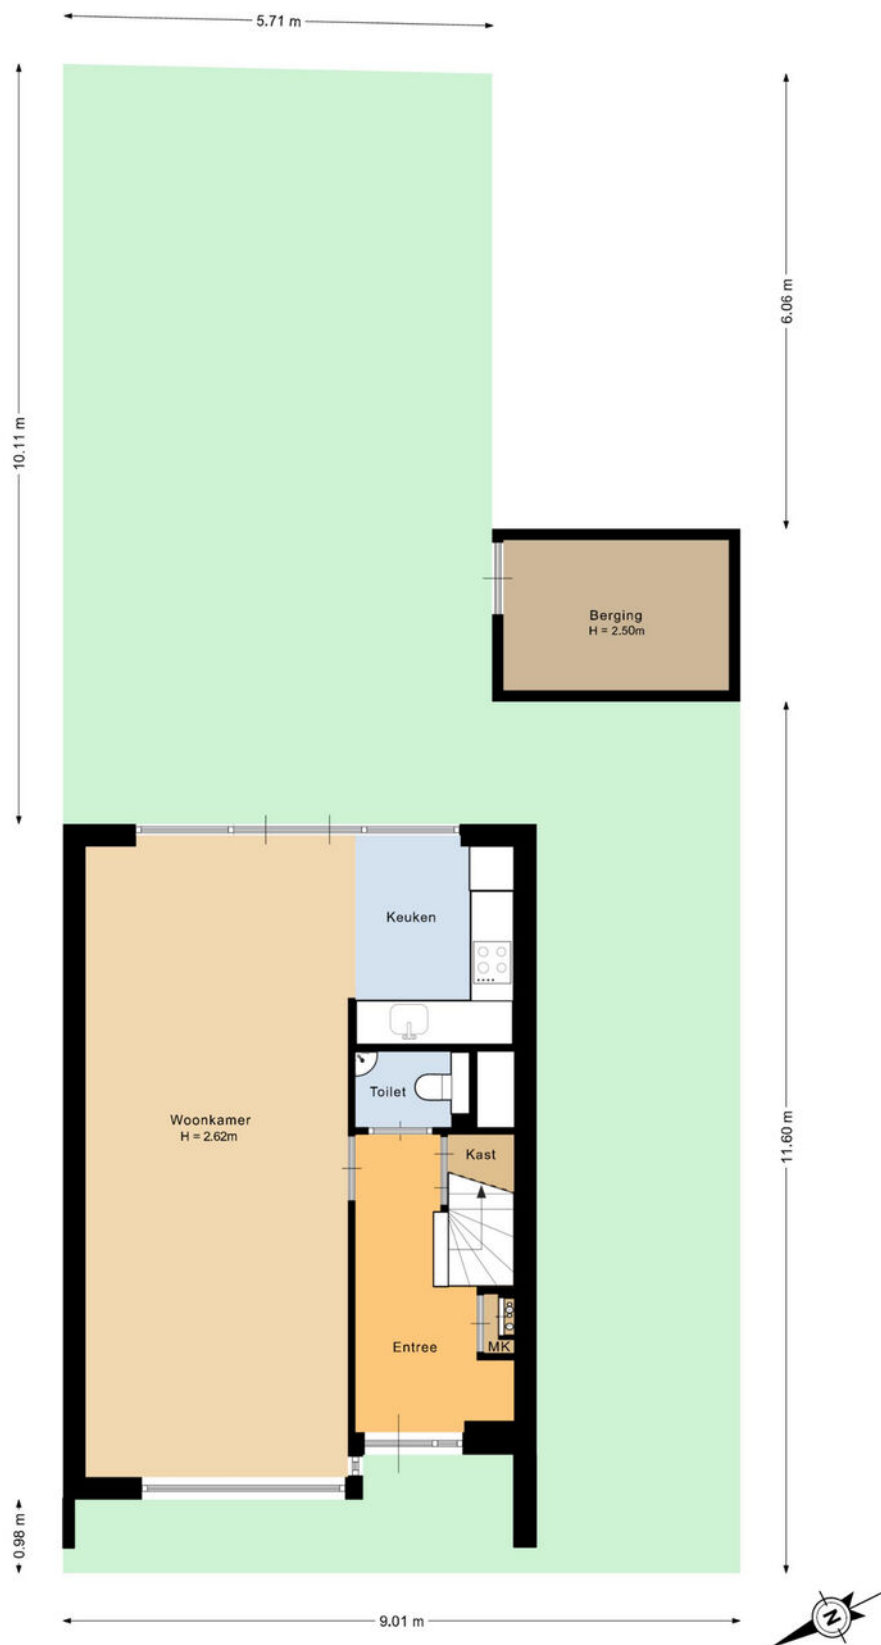 5.71 m
6.06 m
10.11 m
Berging
H = 2.50m
Keuken
Toilet
Woonkamer
H = 2.62m
Kast
11.60 m
Entree
MK
0.98 m
9.01 m
N